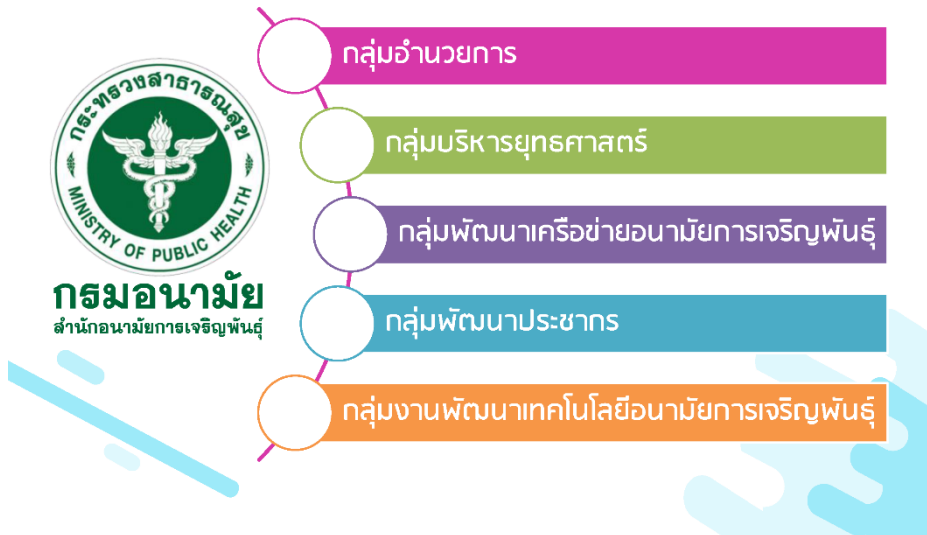 กระทรวงสาธารณสุข
MINISTRY OF PUBLIC HEALTH
กรมอนามัย
สำนักอนามัยการเจริญพันธุ์
กลุ่มอำนวยการ
กลุ่มบริหารยุทธศาสตร์
กลุ่มพัฒนาเครือข่ายอนามัยการเจริญพันธุ์
กลุ่มพัฒนาประชากร
กลุ่มงานพัฒนาเทคโนโลยีอนามัยการเจริญพันธุ์